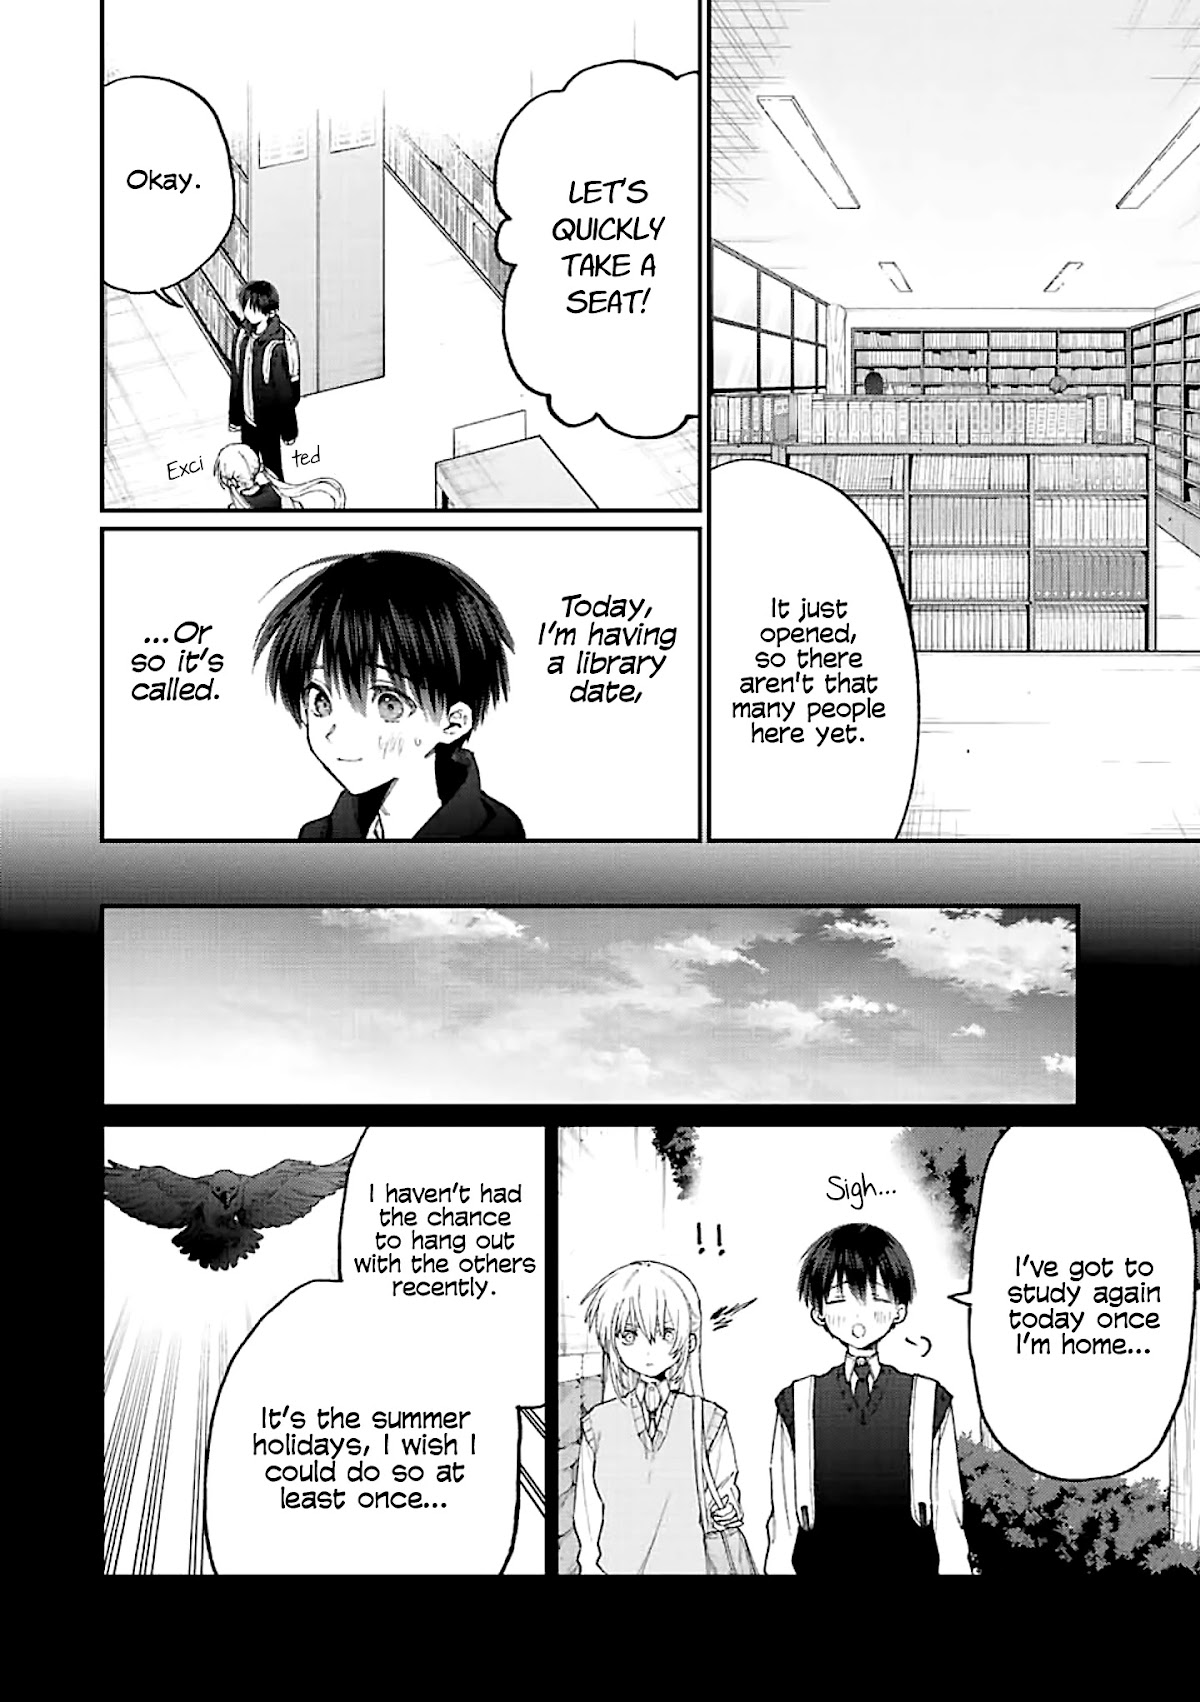 It just
opened,
so there
aren't that
many people
here yet.
LET'S
QUICKLY
TAKE A
SEAT!
Okay.
Exci
ted
Today,
I'm having
a library
date,
...Or
so it's
called.
I've got to
study again
today once
I'm home...
Sigh...
!!
I haven't had
the chance
to hang out
with the others
recently.
It's the summer
holidays, I wish I
could do so at
least once...